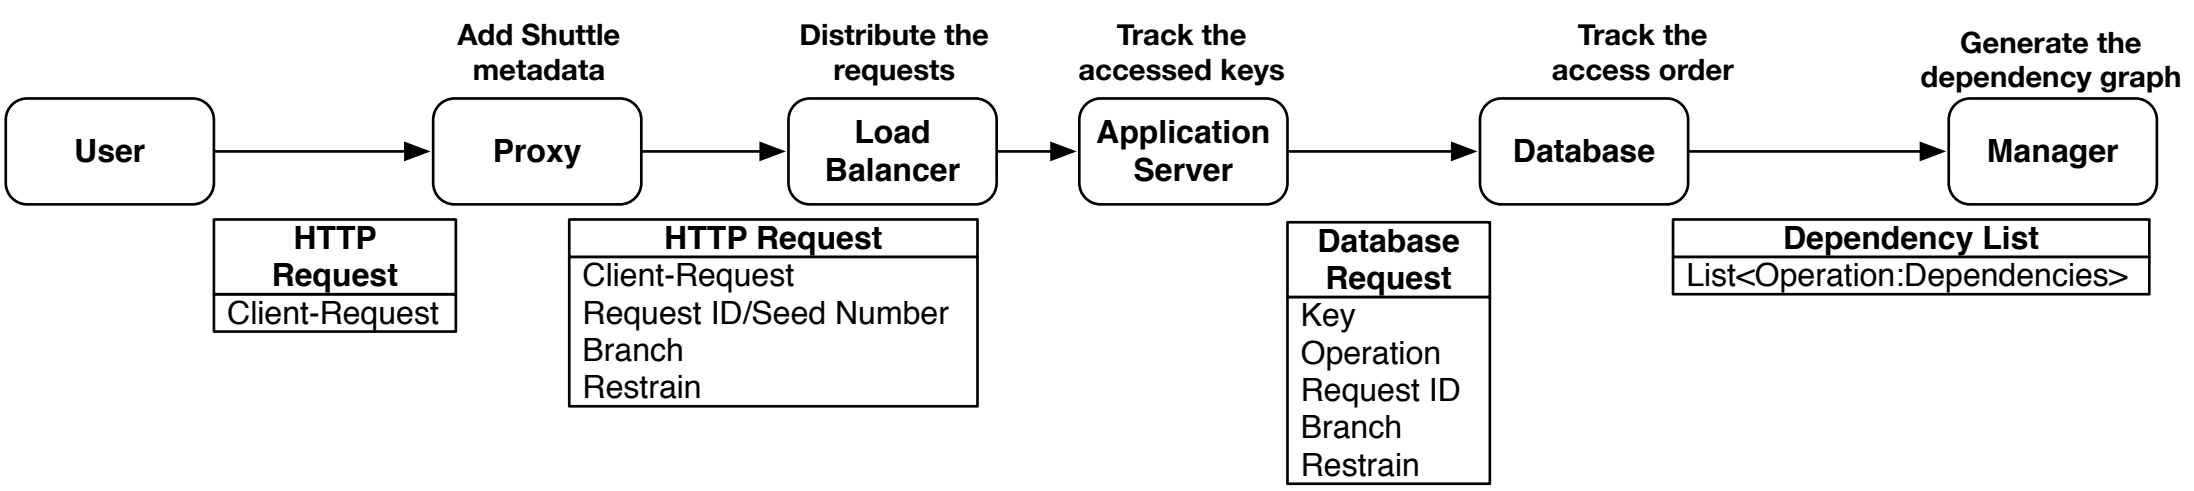 Add Shuttle
metadata
Distribute the
requests
Track the
accessed keys
Track the
access order
Generate the
dependency graph
User
Proxy
Load
Balancer
Application
Server
Database
Manager
HTTP
Request
Client-Request
HTTP Request
Client-Request
Request ID/Seed Number
Branch
Restrain
Database
Request
Key
Operation
Request ID
Branch
Restrain
Dependency List
List<Operation:Dependencies>